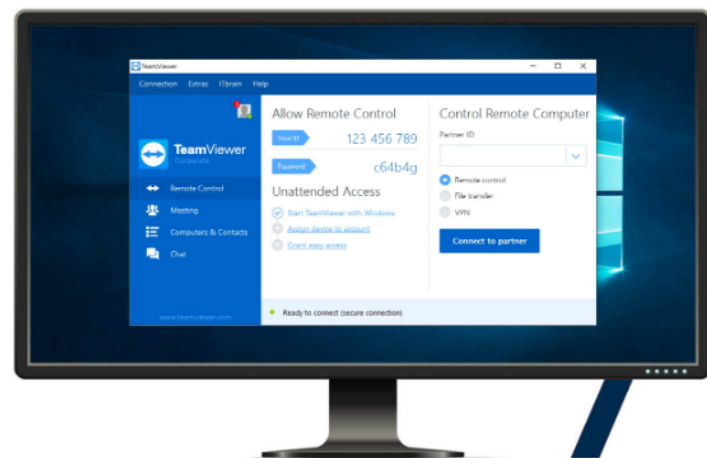 TeamViewer
Connection Extras ITbrain Help
TeamViewer
Corporate
Remote Control
Meeting
Computers & Contacts
Chat
www.teamviewer.com
Allow Remote Control
Your ID 123 456 789
Password c64b4g
Unattended Access
Start TeamViewer with Windows
Assign device to account
Grant easy access
Control Remote Computer
Partner ID
Remote control
File transfer
VPN
Connect to partner
Ready to connect (secure connection)